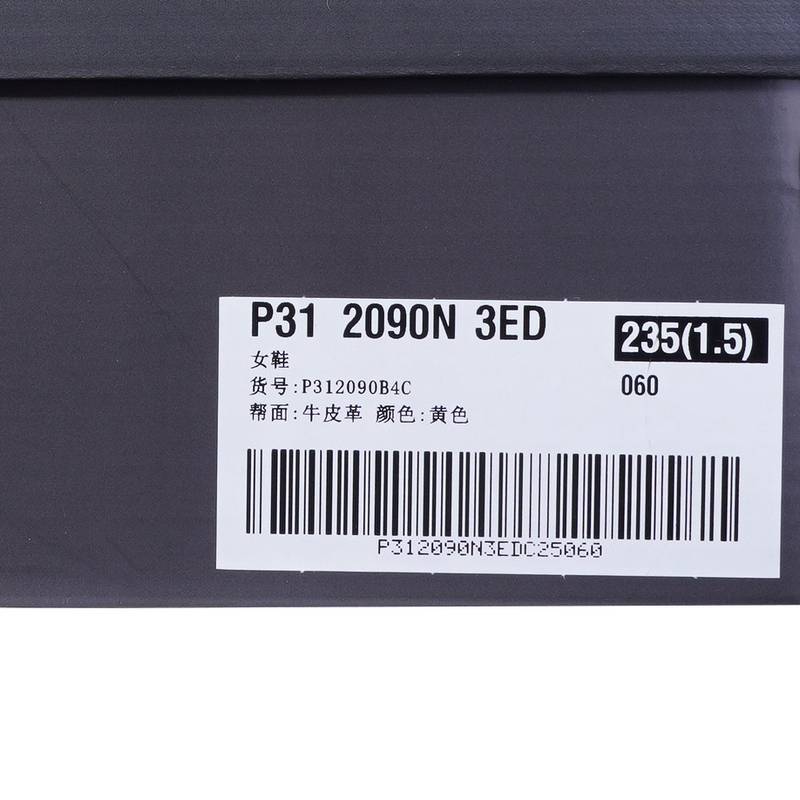 P31 2090N 3ED
235(1.5)
女鞋
060
货号:P312090B4C
帮面:牛皮革 颜色:黄色
P312090N3EDC25060